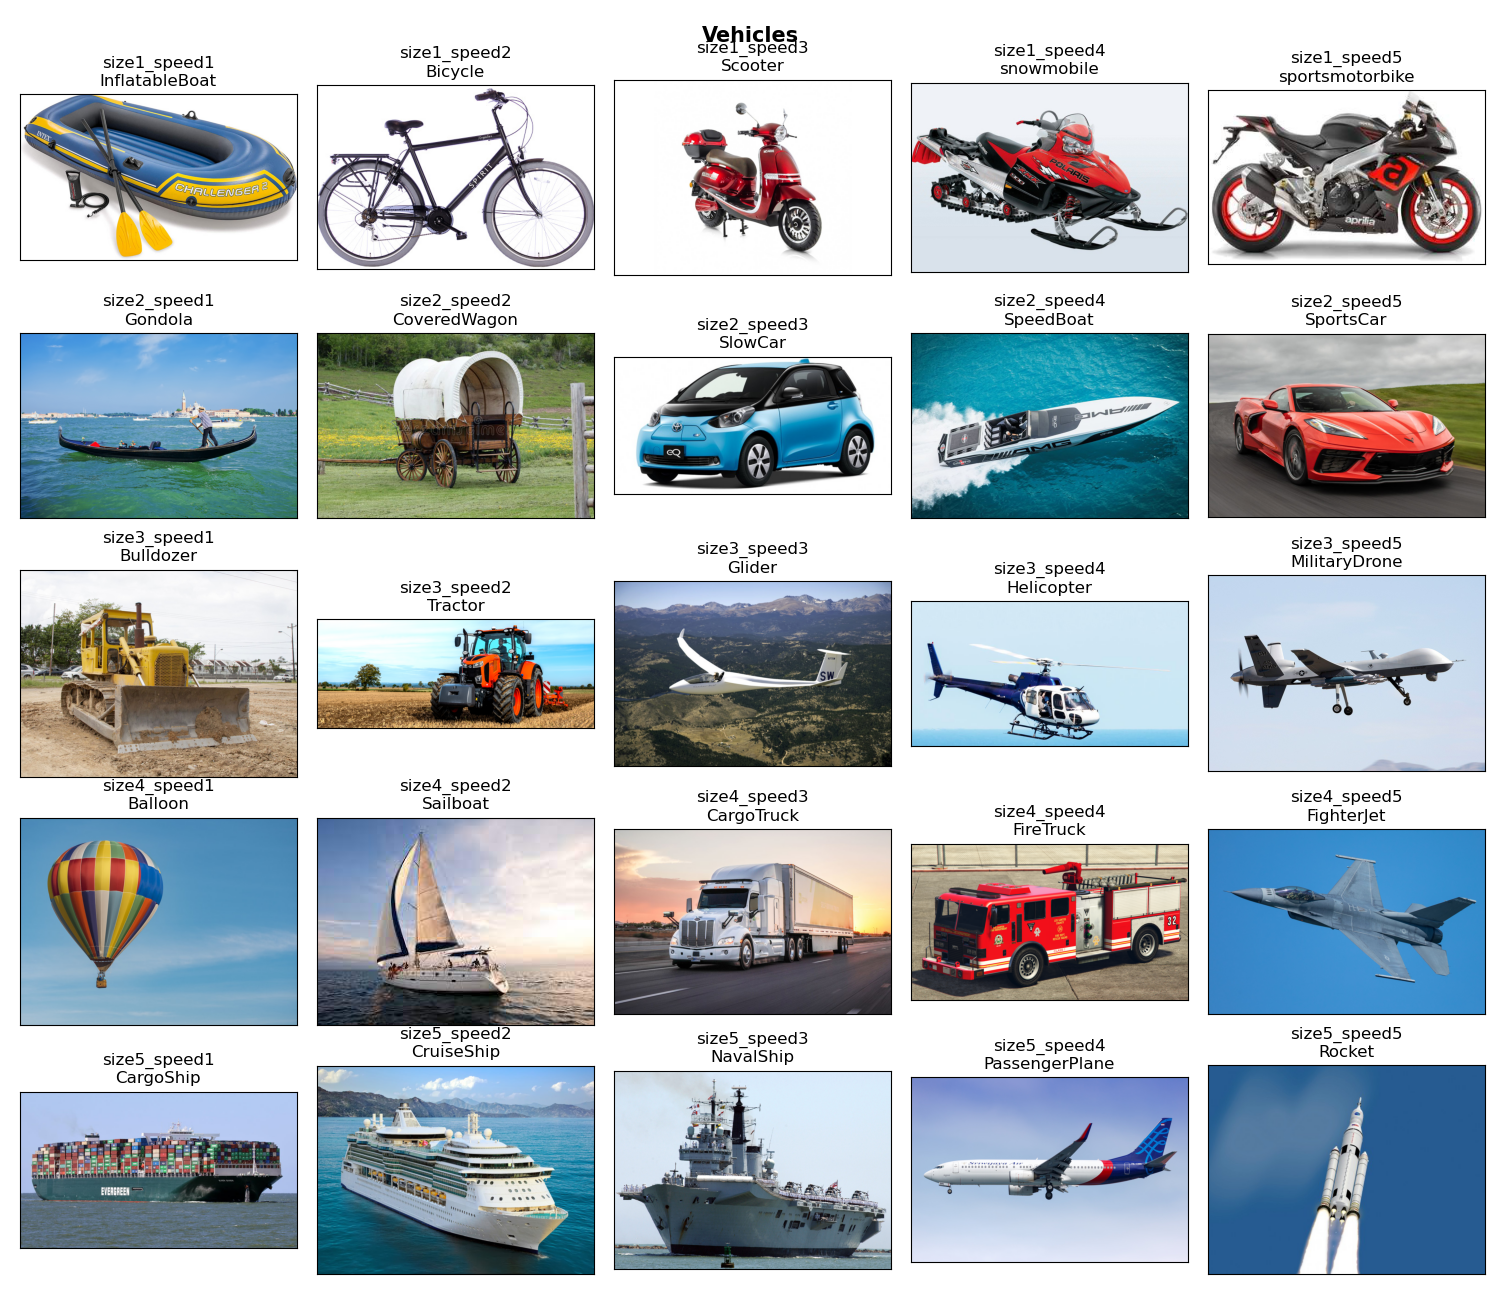 Vehicles
size1_speed1
InflatableBoat
size1_speed2
Bicycle
size1_speed3
Scooter
size1_speed4
snowmobile
size1_speed5
sportsmotorbike
INTEX
CHALLENGER 2
SPIRIT
POLARIS
a
aprilia
size2_speed1
Gondola
size2_speed2
CoveredWagon
size2_speed3
SlowCar
size2_speed4
SpeedBoat
size2_speed5
SportsCar
eQ
AMG
AMG
size3_speed1
Bulldozer
size3_speed2
Tractor
size3_speed3
Glider
size3_speed4
Helicopter
size3_speed5
MilitaryDrone
SW
size4_speed1
Balloon
size4_speed2
Sailboat
size4_speed3
CargoTruck
size4_speed4
FireTruck
size4_speed5
FighterJet
32
size5_speed1
CargoShip
size5_speed2
CruiseShip
size5_speed3
NavalShip
size5_speed4
PassengerPlane
size5_speed5
Rocket
EVERGREEN